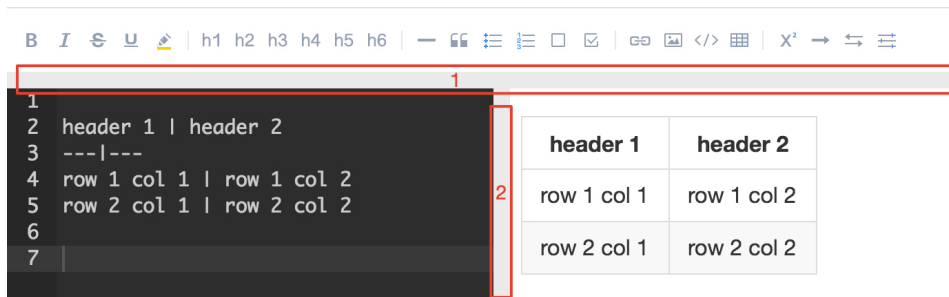 B I S U h1 h2 h3 h4 h5 h6 X²
1
1
2 header 1 | header 2
3 ---|---
4 row 1 col 1 | row 1 col 2
5 row 2 col 1 | row 2 col 2
6
7
2
header 1 header 2
row 1 col 1 row 1 col 2
row 2 col 1 row 2 col 2